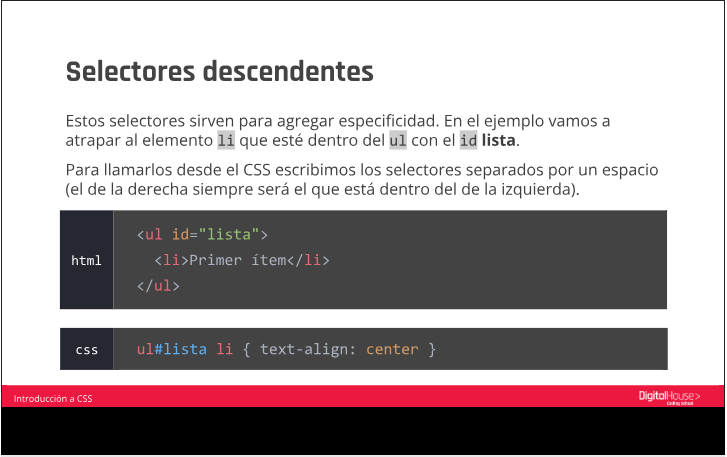 Selectores descendentes
Estos selectores sirven para agregar especificidad. En el ejemplo vamos a
atrapar al elemento li que esté dentro del ul con el id lista.
Para llamarlos desde el CSS escribimos los selectores separados por un espacio
(el de la derecha siempre será el que está dentro del de la izquierda).
html
<ul id="lista">
  <li>Primer ítem</li>
</ul>
css
ul#lista li { text-align: center }
Introducción a CSS
DigitalHouse>
Coding School